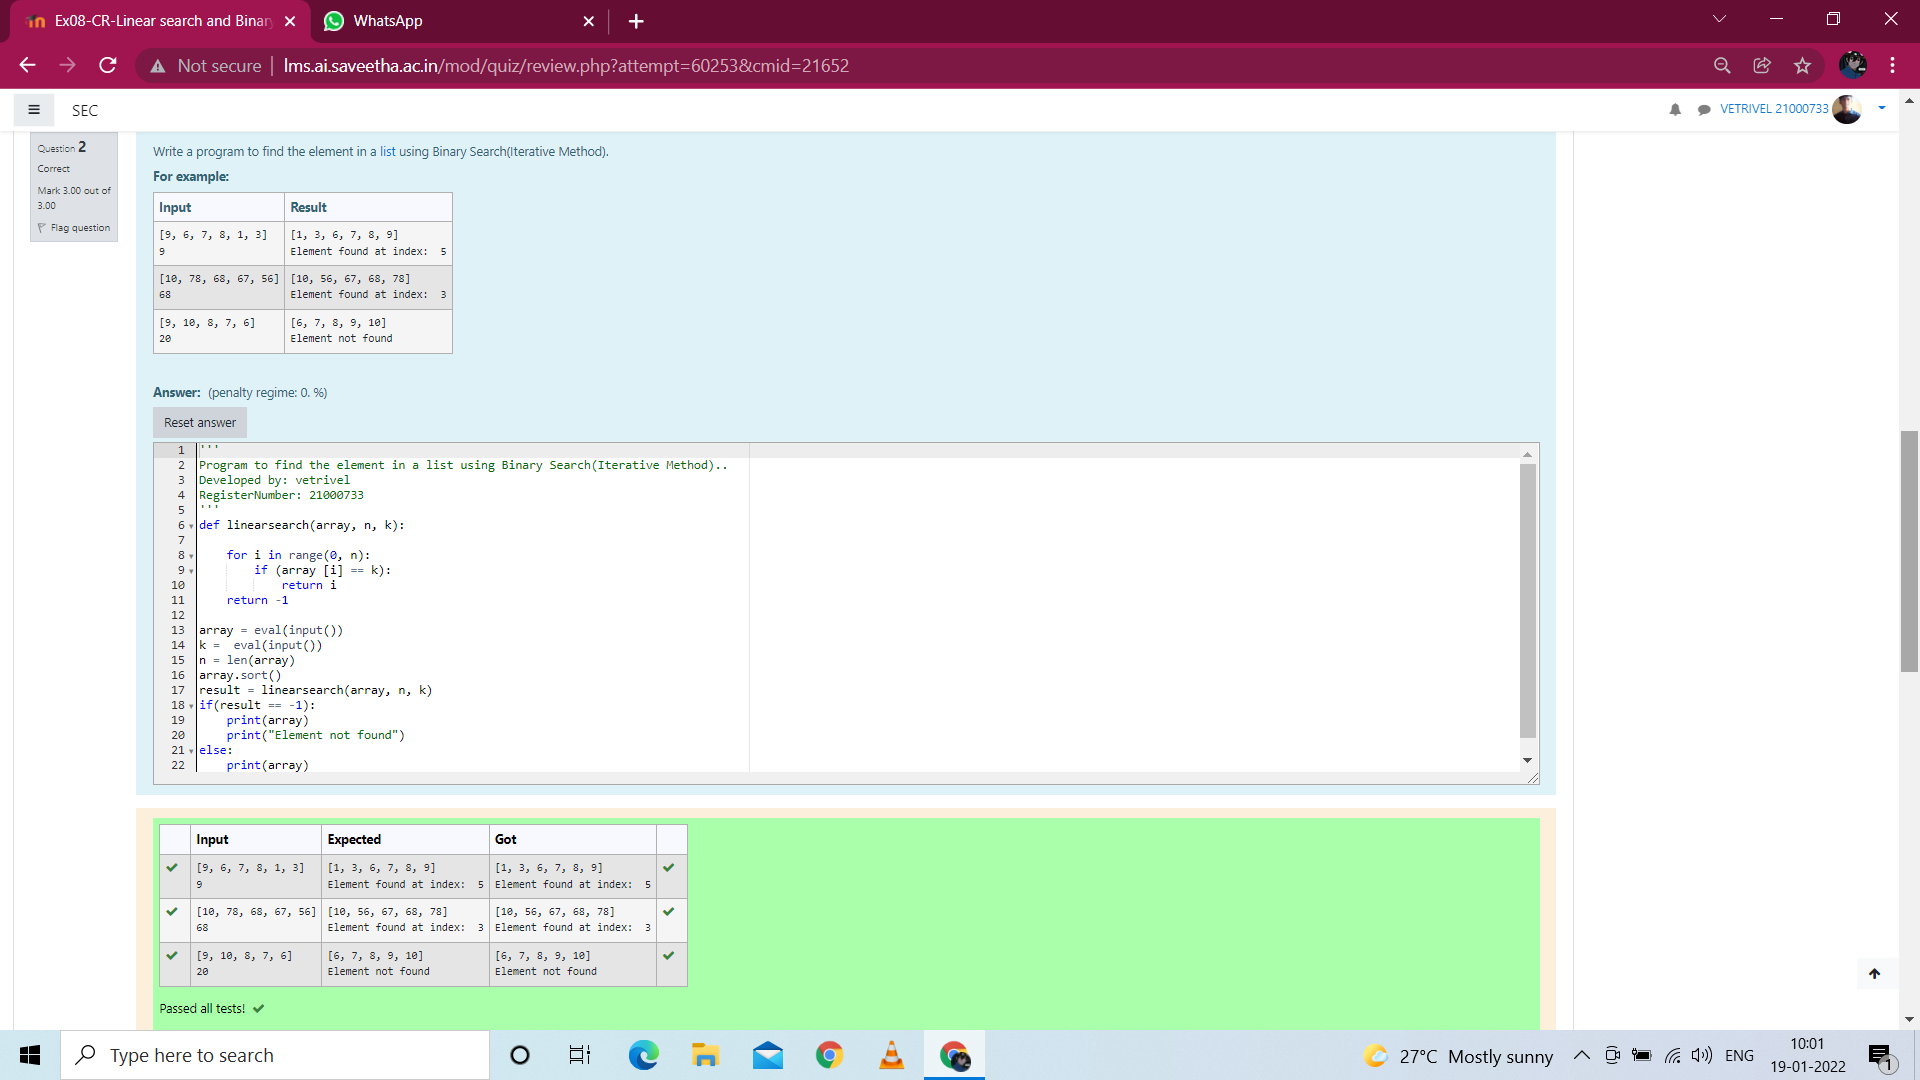 Ex08-CR-Linear search and Binar
WhatsApp
Not secure
lms.ai.saveetha.ac.in/mod/quiz/review.php?attempt=60253&cmid=21652
SEC
VETRIVEL 21000733
Question 2
Correct
Mark 3.00 out of
3.00
Flag question
Write a program to find the element in a list using Binary Search(Iterative Method).
For example:
Input Result
[9, 6, 7, 8, 1, 3] [1, 3, 6, 7, 8, 9]
9 Element found at index:  5
[10, 78, 68, 67, 56] [10, 56, 67, 68, 78]
68 Element found at index:  3
[9, 10, 8, 7, 6] [6, 7, 8, 9, 10]
20 Element not found
Answer: (penalty regime: 0. %)
Reset answer
1 '''
2 Program to find the element in a list using Binary Search(Iterative Method)..
3 Developed by: vetrivel
4 RegisterNumber: 21000733
5 '''
6 def linearsearch(array, n, k):
7
8     for i in range(0, n):
9         if (array [i] == k):
10             return i
11     return -1
12
13 array = eval(input())
14 k =  eval(input())
15 n = len(array)
16 array.sort()
17 result = linearsearch(array, n, k)
18 if(result == -1):
19     print(array)
20     print("Element not found")
21 else:
22     print(array)
Input Expected Got
[9, 6, 7, 8, 1, 3] [1, 3, 6, 7, 8, 9] [1, 3, 6, 7, 8, 9]
9 Element found at index:  5 Element found at index:  5
[10, 78, 68, 67, 56] [10, 56, 67, 68, 78] [10, 56, 67, 68, 78]
68 Element found at index:  3 Element found at index:  3
[9, 10, 8, 7, 6] [6, 7, 8, 9, 10] [6, 7, 8, 9, 10]
20 Element not found Element not found
Passed all tests!
Type here to search
27°C Mostly sunny
ENG
10:01
19-01-2022
1